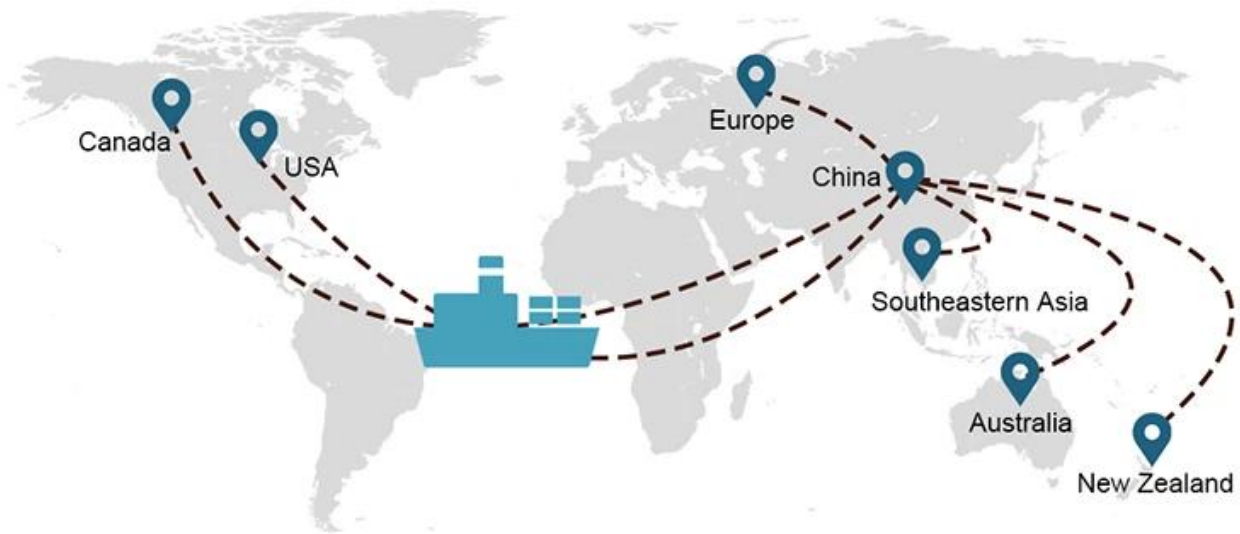 Canada
USA
Europe
China
Southeastern Asia
Australia
New Zealand